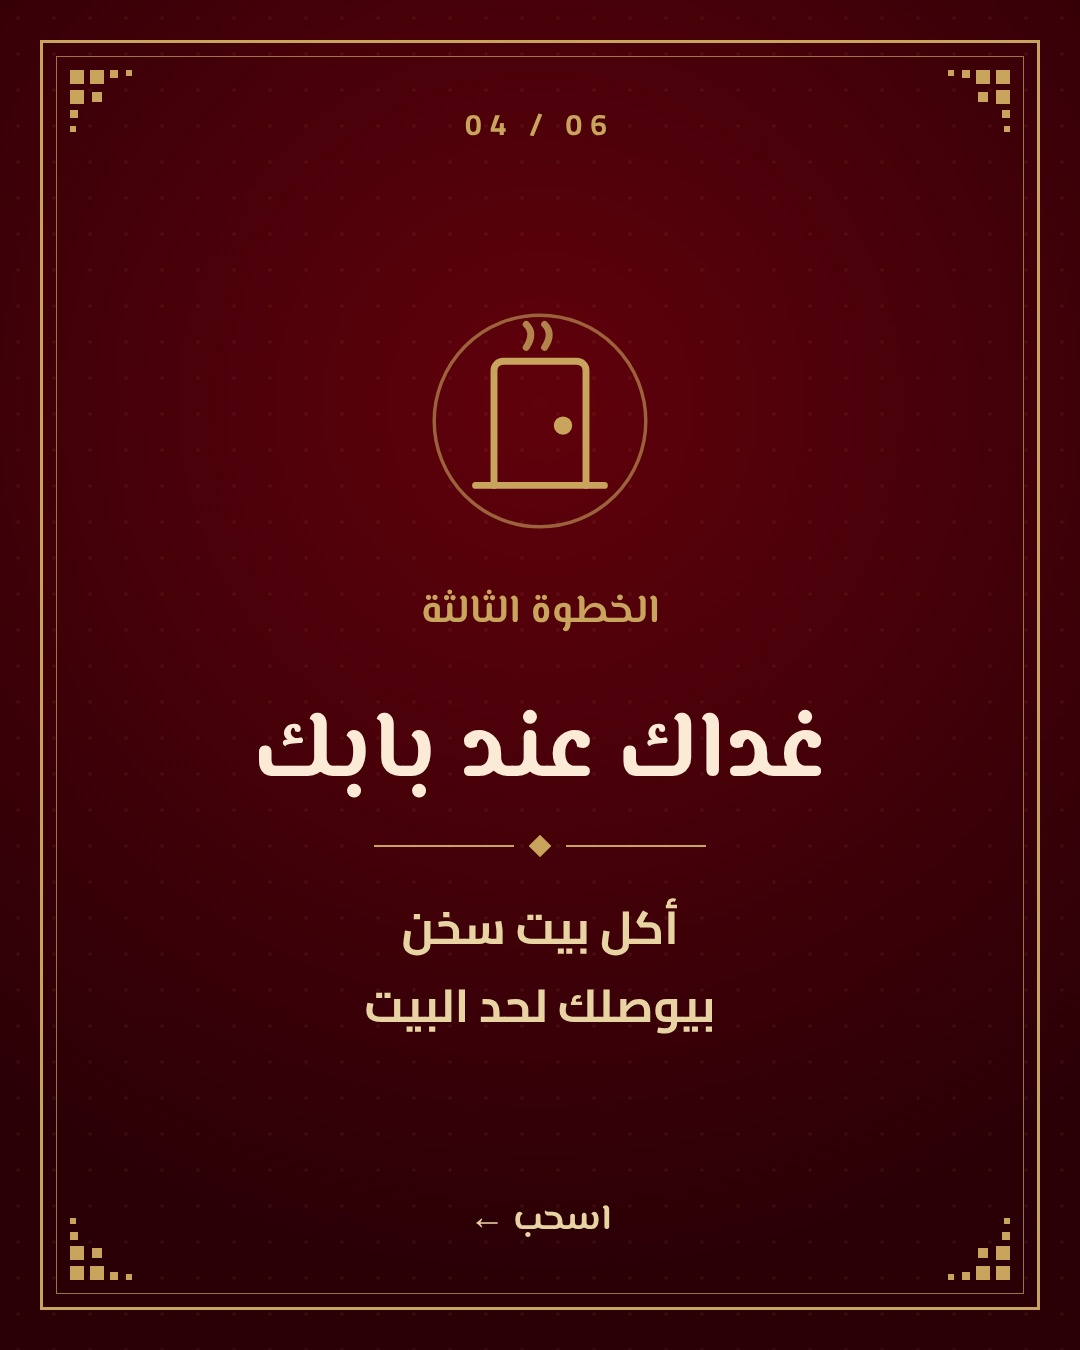 04 / 06
الخطوة الثالثة
غداك عند بابك
أكل بيت سخن
بيوصلك لحد البيت
اسحب ←